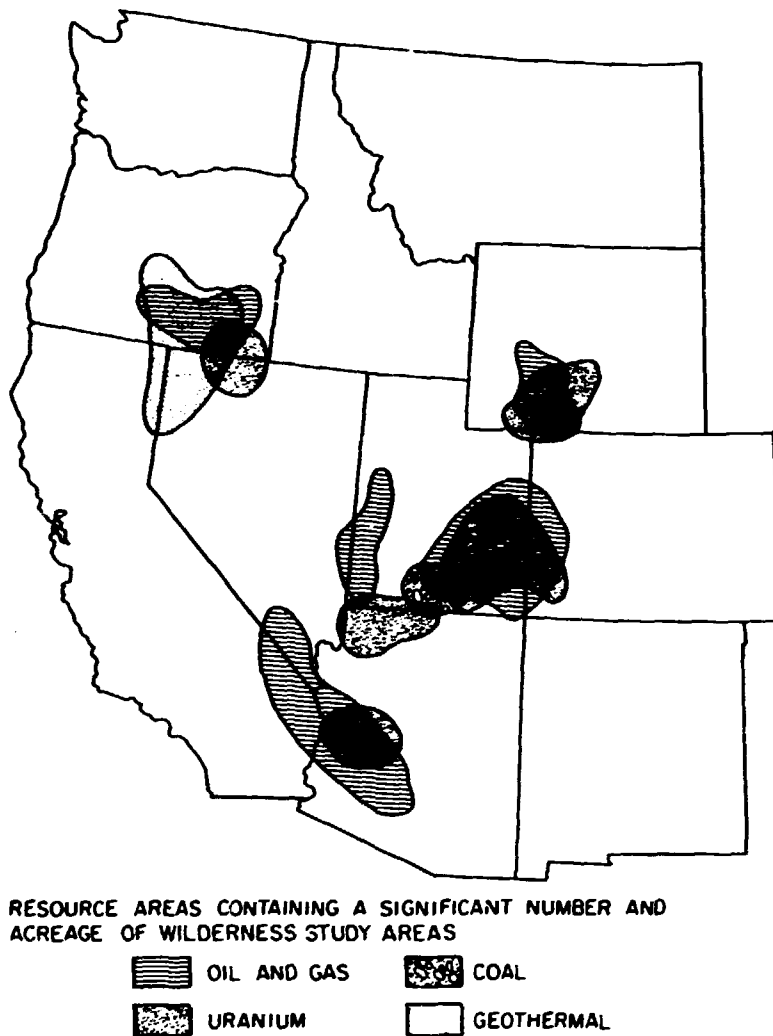 RESOURCE AREAS CONTAINING A SIGNIFICANT NUMBER AND
ACREAGE OF WILDERNESS STUDY AREAS
OIL AND GAS COAL
URANIUM GEOTHERMAL